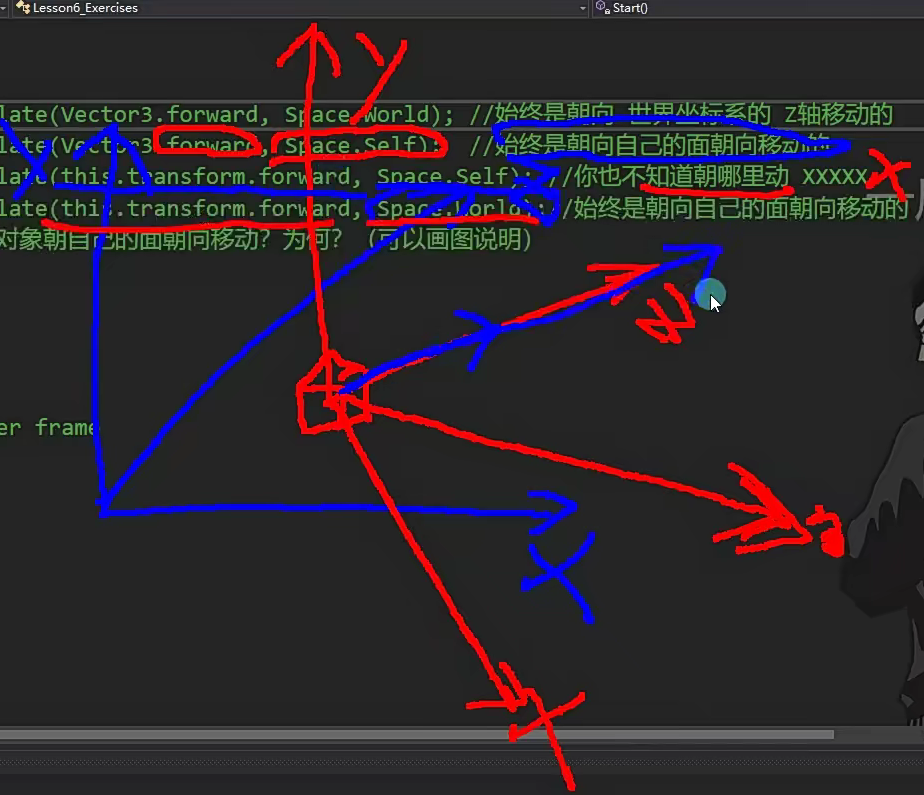 Lesson6_Exercises
Start()
y
late(Vector3.forward, Space.World); //始终是朝向 世界坐标系的 Z轴移动的
late(Vector3.forward, Space.Self); //始终是朝向自己的面朝向移动的
late(this.transform.forward, Space.Self); //你也不知道朝哪里动 XXXXX
late(this.transform.forward, Space.World); //始终是朝向自己的面朝向移动的
对象朝自己的面朝向移动？为何？ (可以画图说明)
Z
er frame
X
X